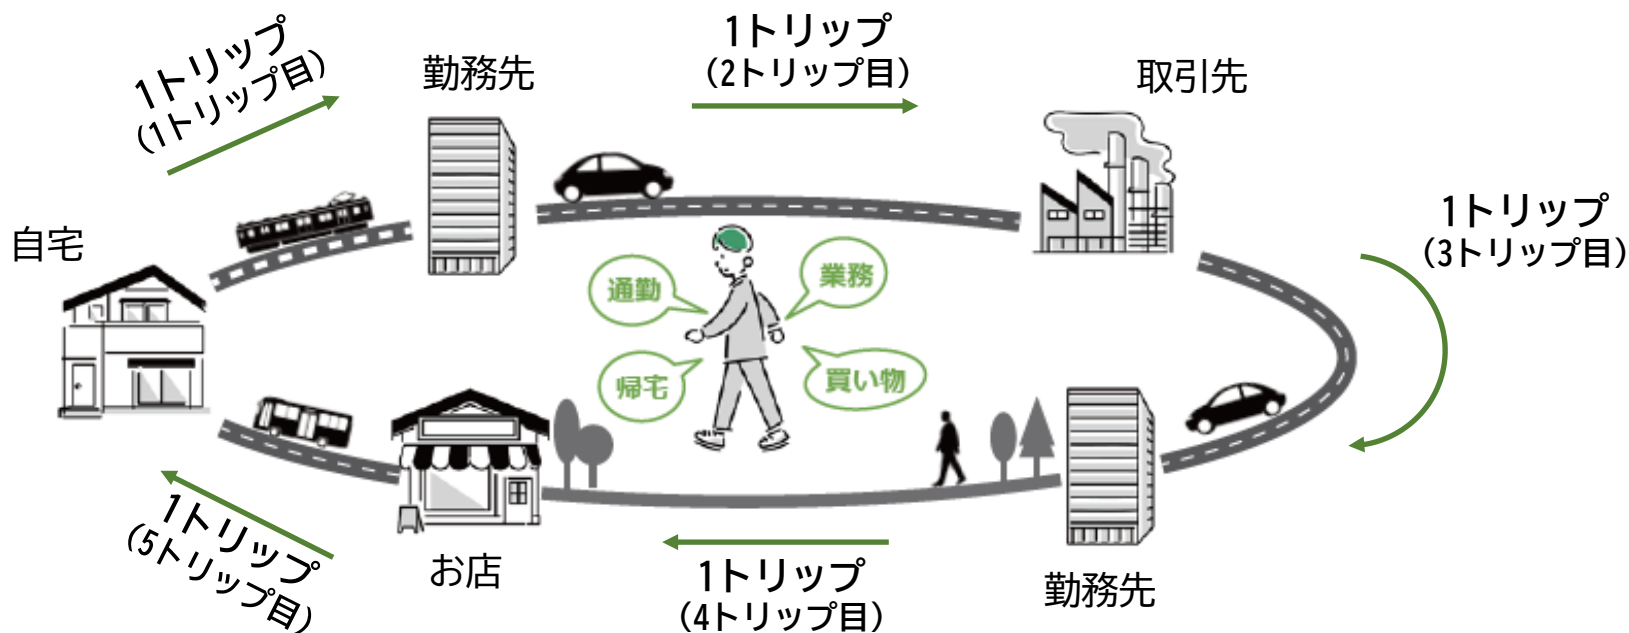 1トリップ
(1トリップ目)
勤務先
1トリップ
(2トリップ目)
取引先
1トリップ
(3トリップ目)
自宅
通勤
業務
帰宅
買い物
1トリップ
(5トリップ目)
お店
1トリップ
(4トリップ目)
勤務先